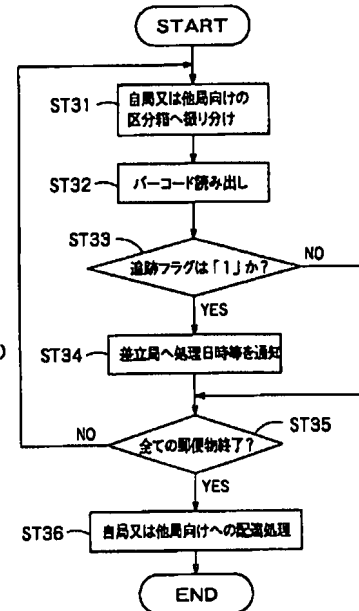 START
ST31
自局又は他局向けの
区分箱へ振り分け
ST32
バーコード読み出し
ST33
追跡フラグは「1」か?
NO
YES
ST34
差立局へ処理日時等を通知
ST35
NO
全ての郵便物終了?
YES
ST36
自局又は他局向けへの配送処理
END